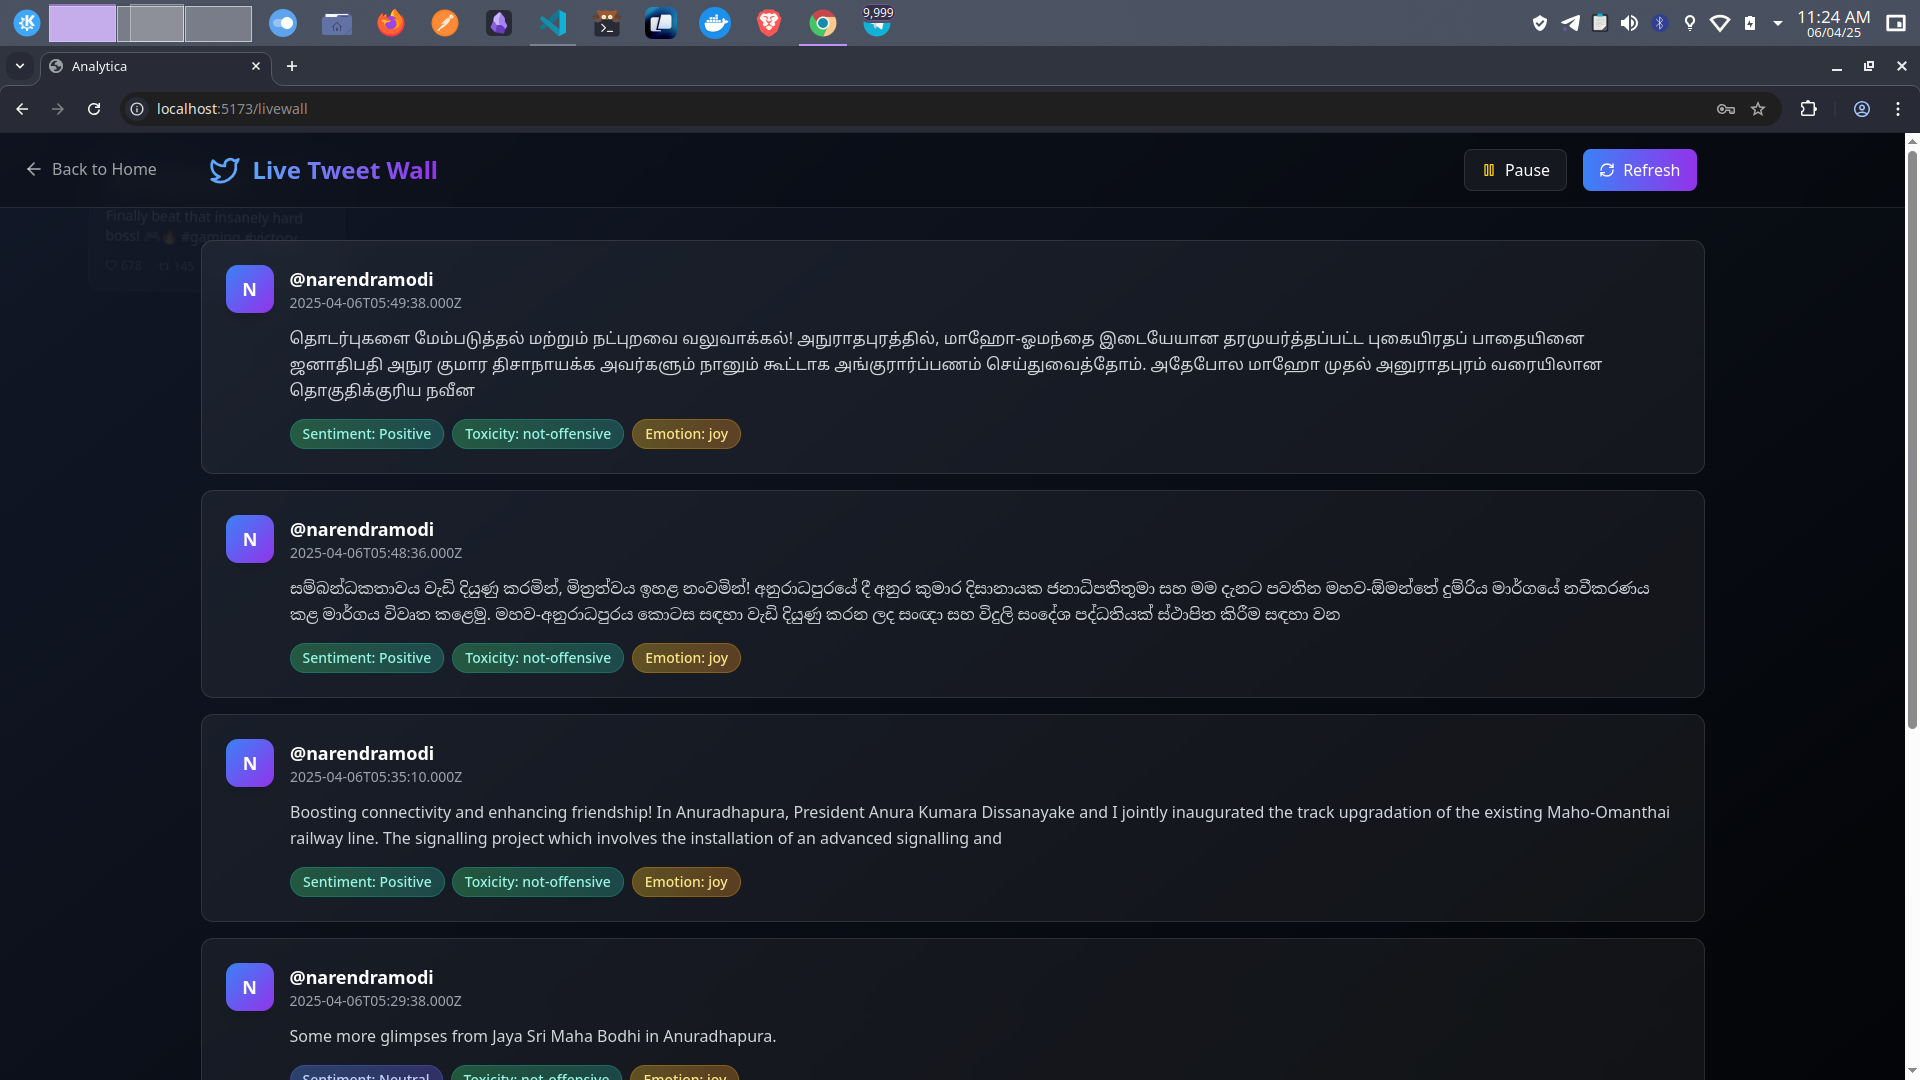 9,999
11:24 AM
06/04/25
Analytica
localhost:5173/livewall
Back to Home
Live Tweet Wall
Pause
Refresh
Finally beat that insanely hard
boss! 🎮🔥 #gaming #victory
678 145
N
@narendramodi
2025-04-06T05:49:38.000Z
தொடர்புகளை மேம்படுத்தல் மற்றும் நட்புறவை வலுவாக்கல்! அநுராதபுரத்தில், மாஹோ-ஓமந்தை இடையேயான தரமுயர்த்தப்பட்ட புகையிரதப் பாதையினை
ஜனாதிபதி அநுர குமார திசாநாயக்க அவர்களும் நானும் கூட்டாக அங்குரார்ப்பணம் செய்துவைத்தோம். அதேபோல மாஹோ முதல் அனுராதபுரம் வரையிலான
தொகுதிக்குரிய நவீன
Sentiment: Positive Toxicity: not-offensive Emotion: joy
N
@narendramodi
2025-04-06T05:48:36.000Z
සම්බන්ධකතාවය වැඩි දියුණු කරමින්, මිත්‍රත්වය ඉහළ නංවමින්! අනුරාධපුරයේ දී අනුර කුමාර දිසානායක ජනාධිපතිතුමා සහ මම දැනට පවතින මහව-ඕමන්තේ දුම්රිය මාර්ගයේ නවීකරණය
කළ මාර්ගය විවෘත කළෙමු. මහව-අනුරාධපුරය කොටස සඳහා වැඩි දියුණු කරන ලද සංඥා සහ විදුලි සංදේශ පද්ධතියක් ස්ථාපිත කිරීම සඳහා වන
Sentiment: Positive Toxicity: not-offensive Emotion: joy
N
@narendramodi
2025-04-06T05:35:10.000Z
Boosting connectivity and enhancing friendship! In Anuradhapura, President Anura Kumara Dissanayake and I jointly inaugurated the track upgradation of the existing Maho-Omanthai
railway line. The signalling project which involves the installation of an advanced signalling and
Sentiment: Positive Toxicity: not-offensive Emotion: joy
N
@narendramodi
2025-04-06T05:29:38.000Z
Some more glimpses from Jaya Sri Maha Bodhi in Anuradhapura.
Sentiment: Neutral Toxicity: not-offensive Emotion: joy